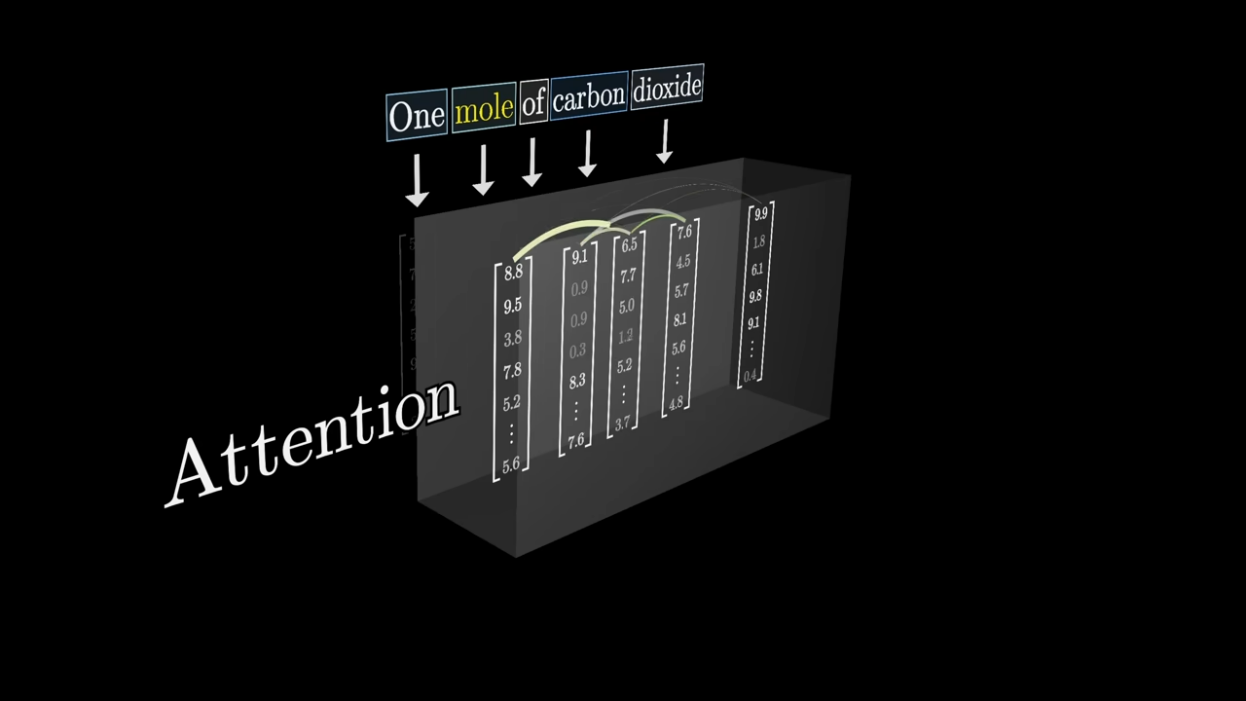 One mole of carbon dioxide
8.8 9.1 6.5 7.6 9.9
9.5 0.9 7.7 4.5 1.8
3.8 0.9 5.0 5.7 6.1
7.8 0.3 1.2 8.1 9.8
5.2 8.3 5.2 5.6 9.1
⋮ ⋮ ⋮ ⋮ ⋮
5.6 7.6 3.7 4.8 0.4
Attention